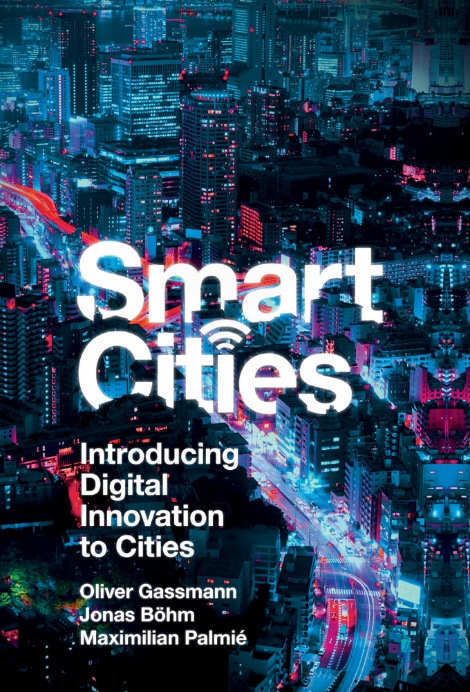 Smart
Cities
Introducing
Digital
Innovation
to Cities
Oliver Gassmann
Jonas Böhm
Maximilian Palmié